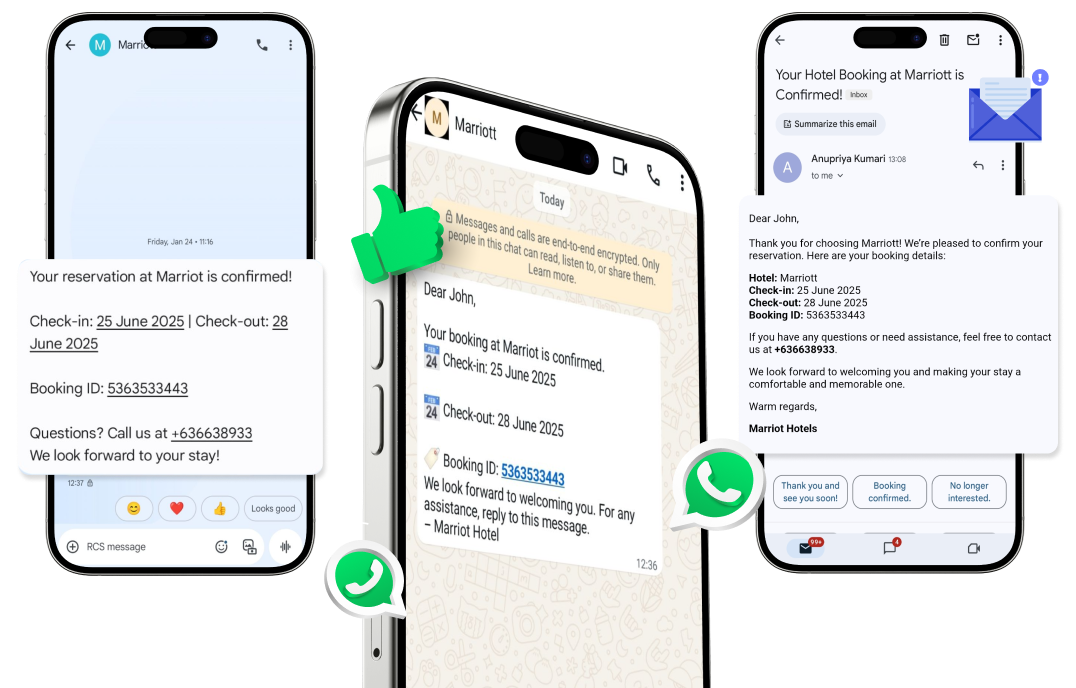 M
Marrio
Friday, Jan 24 • 11:16
Your reservation at Marriot is confirmed!
Check-in: 25 June 2025 | Check-out: 28
June 2025
Booking ID: 5363533443
Questions? Call us at +636638933
We look forward to your stay!
12:37
Looks good
RCS message
M
Marriott
Today
Messages and calls are end-to-end encrypted. Only
people in this chat can read, listen to, or share them.
Learn more.
Dear John,
Your booking at Marriot is confirmed.
FEB
24
Check-in: 25 June 2025
FEB
24
Check-out: 28 June 2025
Booking ID: 5363533443
We look forward to welcoming you. For any
assistance, reply to this message.
– Marriot Hotel
12:36
Your Hotel Booking at Marriott is
Confirmed! Inbox
Summarize this email
A
Anupriya Kumari 13:08
to me
Dear John,
Thank you for choosing Marriott! We’re pleased to confirm your
reservation. Here are your booking details:
Hotel: Marriott
Check-in: 25 June 2025
Check-out: 28 June 2025
Booking ID: 5363533443
If you have any questions or need assistance, feel free to contact
us at +636638933.
We look forward to welcoming you and making your stay a
comfortable and memorable one.
Warm regards,
Marriot Hotels
Thank you and
see you soon!
Booking
confirmed.
No longer
interested.
99+
4